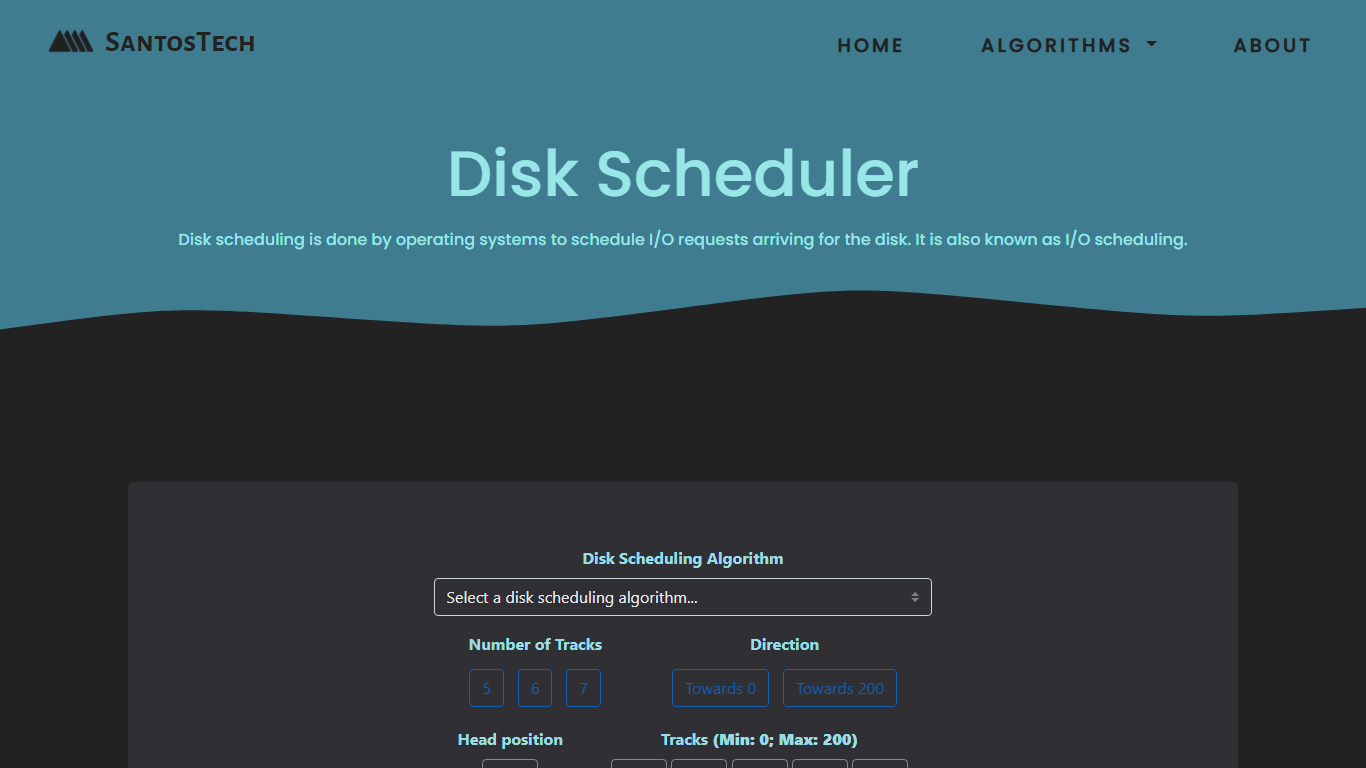 SantosTech
HOME
ALGORITHMS
ABOUT
Disk Scheduler
Disk scheduling is done by operating systems to schedule I/O requests arriving for the disk. It is also known as I/O scheduling.
Disk Scheduling Algorithm
Select a disk scheduling algorithm...
Number of Tracks
Direction
5 6 7
Towards 0 Towards 200
Head position
Tracks (Min: 0; Max: 200)